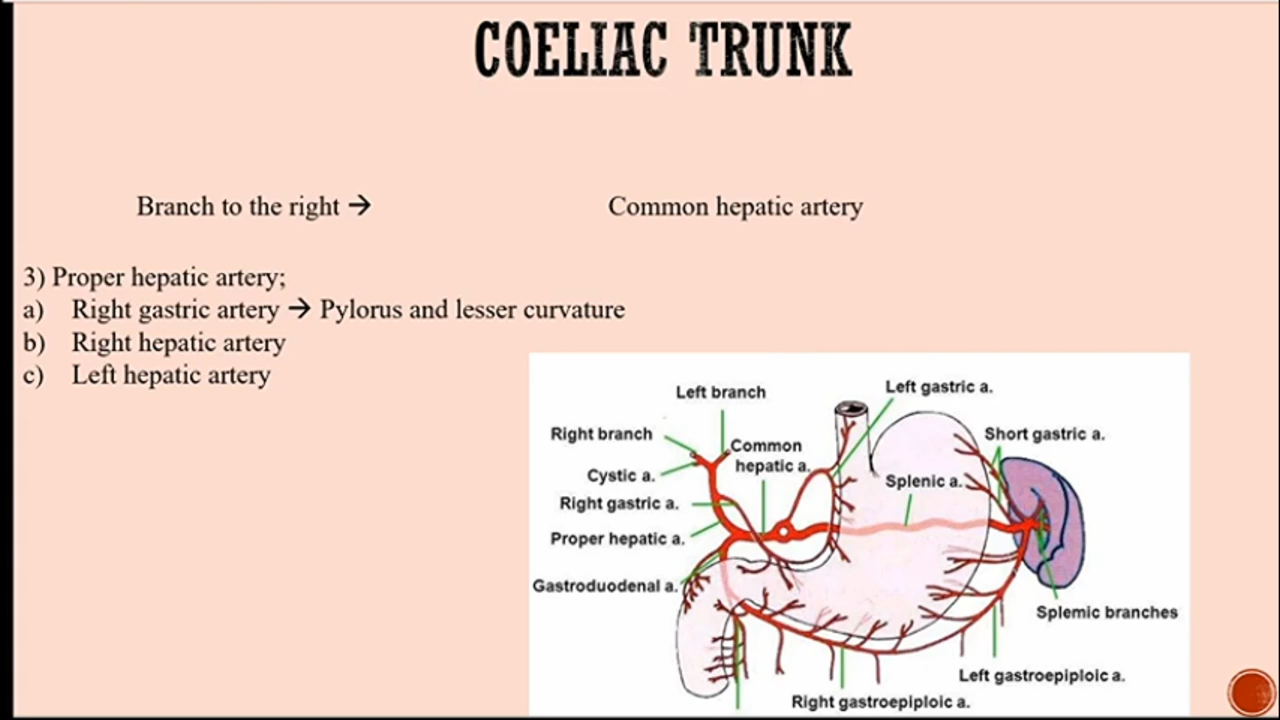 COELIAC TRUNK
Branch to the right → Common hepatic artery
3) Proper hepatic artery;
a) Right gastric artery → Pylorus and lesser curvature
b) Right hepatic artery
c) Left hepatic artery
Left branch
Left gastric a.
Right branch
Common
hepatic a.
Short gastric a.
Cystic a.
Splenic a.
Right gastric a.
Proper hepatic a.
Gastroduodenal a.
Splemic branches
Left gastroepiploic a.
Right gastroepiploic a.